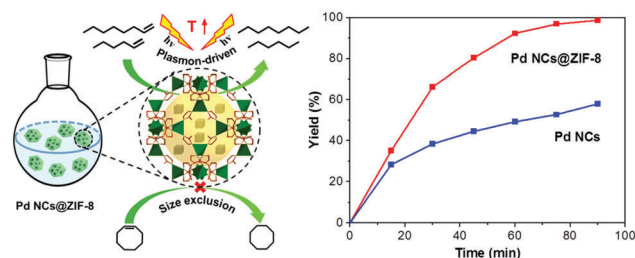 T ↑
hν
hν
Plasmon-driven
Pd NCs@ZIF-8
Size exclusion
Yield (%)
100
80
60
40
20
0
Pd NCs@ZIF-8
Pd NCs
0 20 40 60 80 100
Time (min)